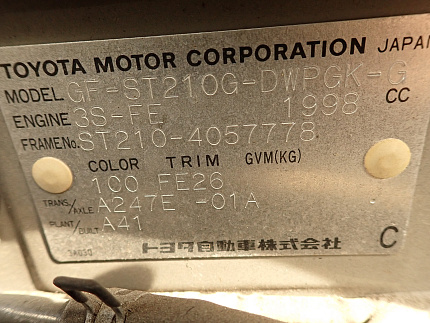 TOYOTA MOTOR CORPORATION JAPAN
MODEL GF-ST210G-DWPGK-G
ENGINE 3S-FE 1998 CC
FRAME No. ST210-4057778
COLOR TRIM GVM(KG)
100 FE26
TRANS./AXLE A247E -01A
PLANT/BUILT A41
トヨタ自動車株式会社 C